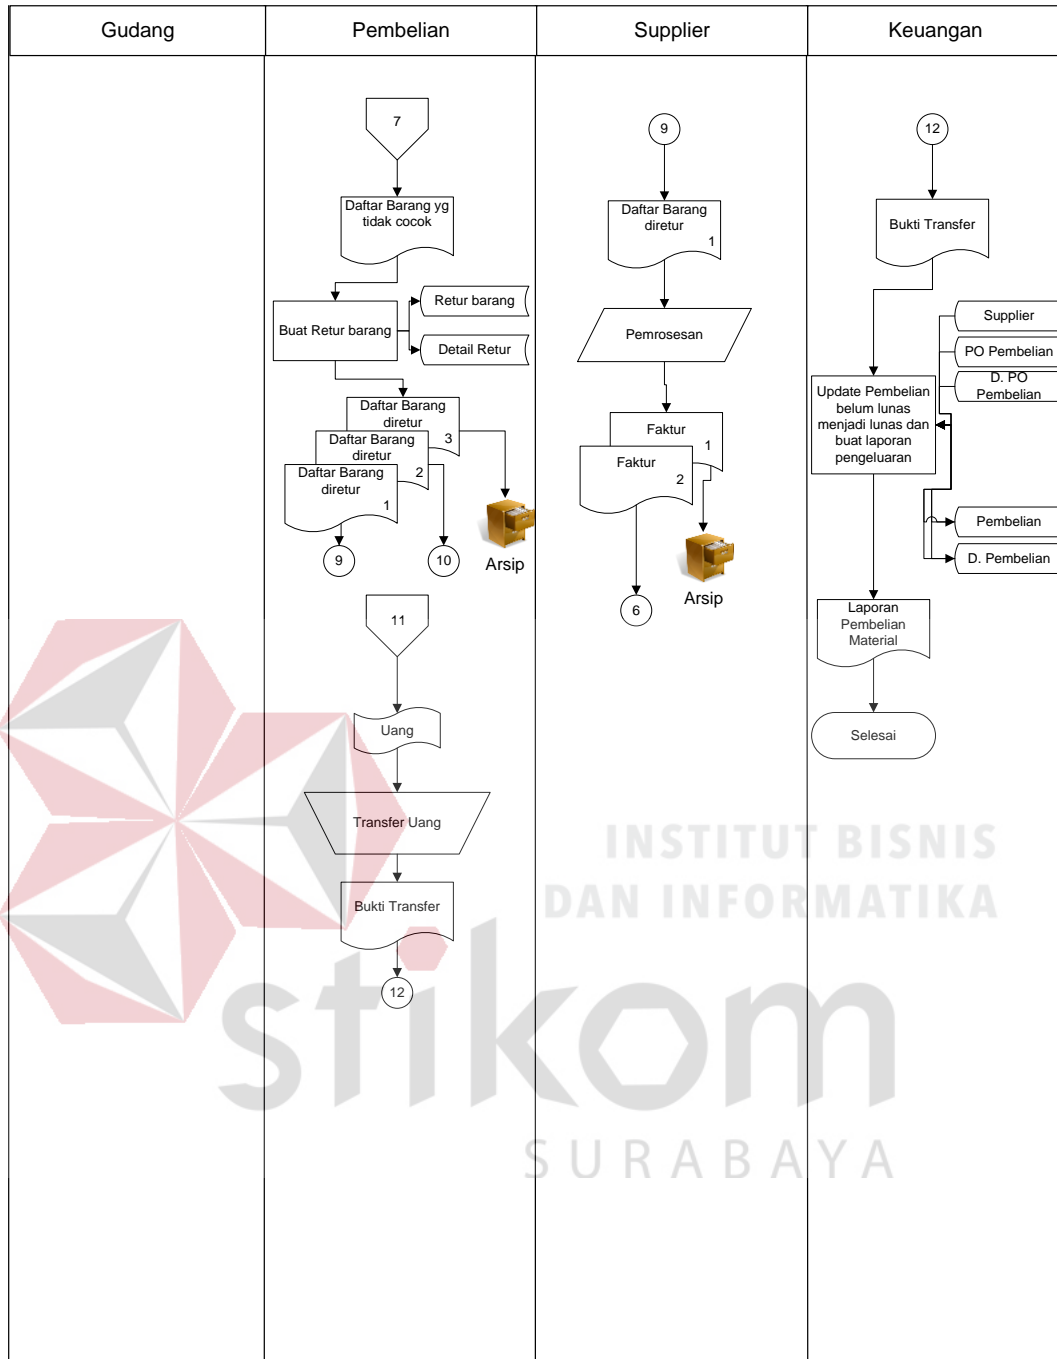 Gudang
Pembelian
Supplier
Keuangan
7
Daftar Barang yg
tidak cocok
Buat Retur barang
Retur barang
Detail Retur
Daftar Barang
diretur
3
Daftar Barang
diretur
2
Daftar Barang
diretur
1
9
10
Arsip
11
Uang
Transfer Uang
Bukti Transfer
12
9
Daftar Barang
diretur
1
Pemrosesan
Faktur
1
Faktur
2
6
Arsip
12
Bukti Transfer
Supplier
PO Pembelian
D. PO
Pembelian
Update Pembelian
belum lunas
menjadi lunas dan
buat laporan
pengeluaran
Pembelian
D. Pembelian
Laporan
Pembelian
Material
Selesai
INSTITUT BISNIS
DAN INFORMATIKA
stikom
SURABAYA